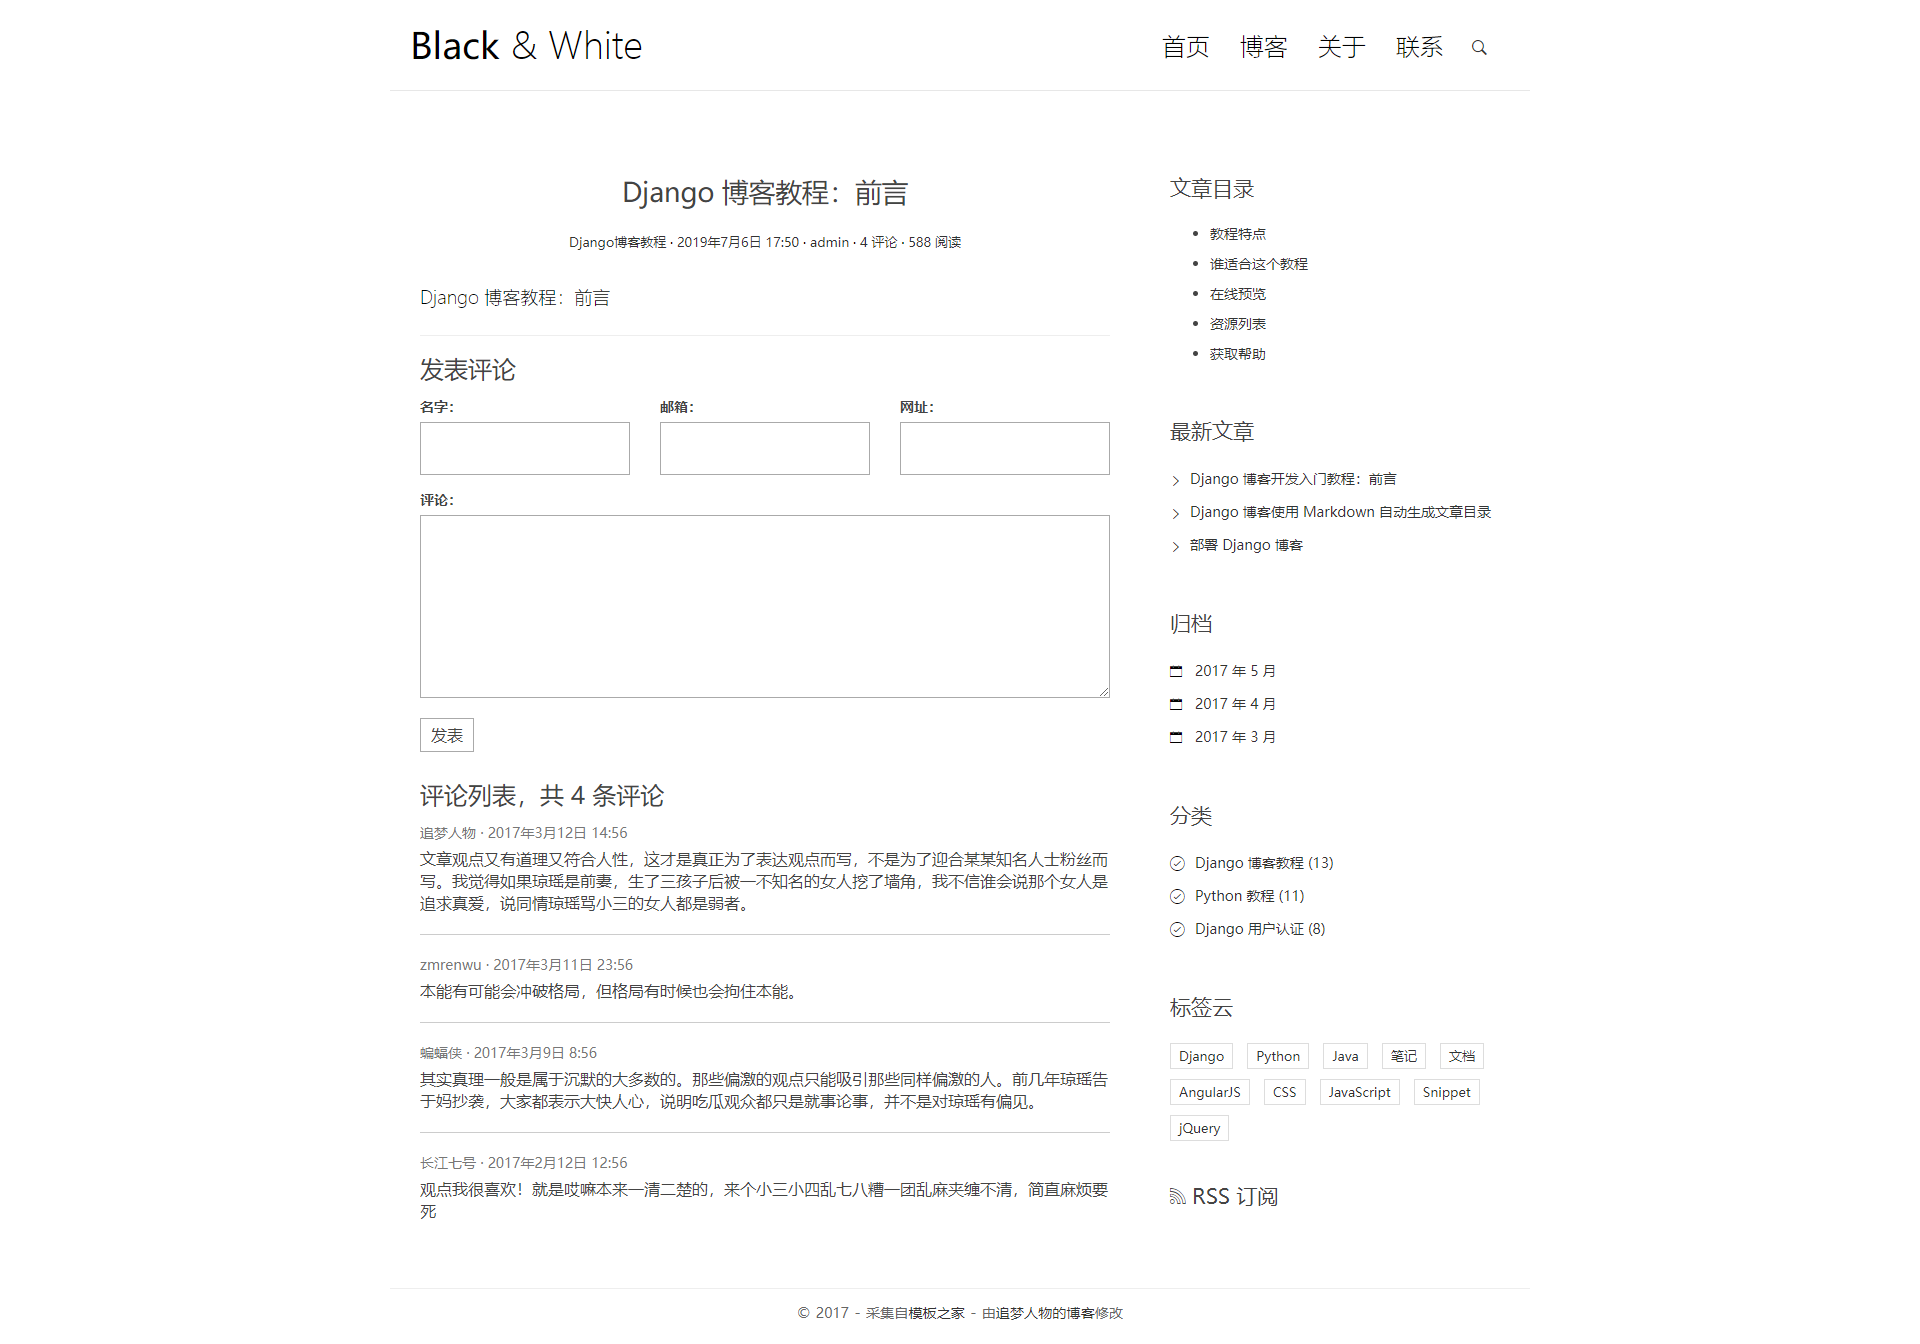 Black & White
首页 博客 关于 联系
Django 博客教程：前言
Django博客教程 · 2019年7月6日 17:50 · admin · 4 评论 · 588 阅读
Django 博客教程：前言
发表评论
名字： 邮箱： 网址：
评论：
发表
评论列表，共 4 条评论
追梦人物 · 2017年3月12日 14:56
文章观点又有道理又符合人性，这才是真正为了表达观点而写，不是为了迎合某某知名人士粉丝而
写。我觉得如果琼瑶是前妻，生了三孩子后被一不知名的女人挖了墙角，我不信谁会说那个女人是
追求真爱，说同情琼瑶骂小三的女人都是弱者。
zmrenwu · 2017年3月11日 23:56
本能有可能会冲破格局，但格局有时候也会拘住本能。
蝙蝠侠 · 2017年3月9日 8:56
其实真理一般是属于沉默的大多数的。那些偏激的观点只能吸引那些同样偏激的人。前几年琼瑶告
于妈抄袭，大家都表示大快人心，说明吃瓜观众都只是就事论事，并不是对琼瑶有偏见。
长江七号 · 2017年2月12日 12:56
观点我很喜欢！就是哎嘛本来一清二楚的，来个小三小四乱七八糟一团乱麻夹缠不清，简直麻烦要
死
文章目录
教程特点
谁适合这个教程
在线预览
资源列表
获取帮助
最新文章
Django 博客开发入门教程：前言
Django 博客使用 Markdown 自动生成文章目录
部署 Django 博客
归档
2017 年 5 月
2017 年 4 月
2017 年 3 月
分类
Django 博客教程 (13)
Python 教程 (11)
Django 用户认证 (8)
标签云
Django Python Java 笔记 文档
AngularJS CSS JavaScript Snippet
jQuery
RSS 订阅
© 2017 - 采集自模板之家 - 由追梦人物的博客修改